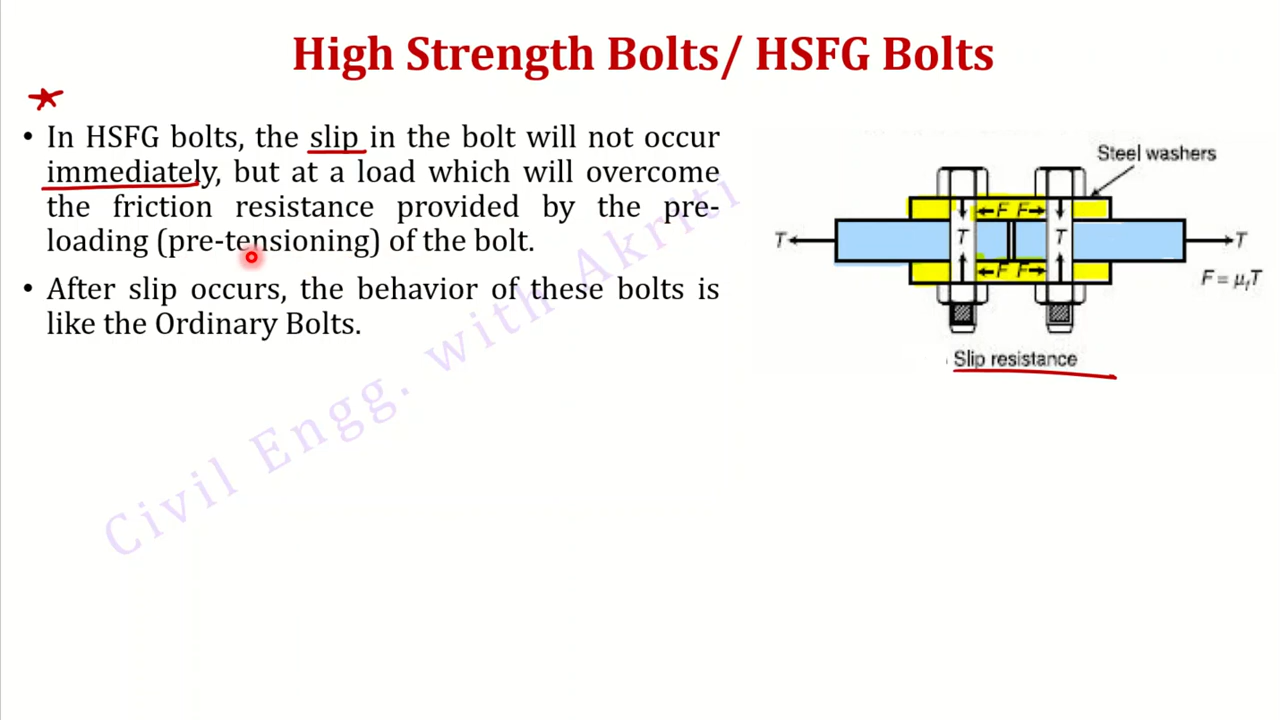 High Strength Bolts/ HSFG Bolts
• In HSFG bolts, the slip in the bolt will not occur
immediately, but at a load which will overcome
the friction resistance provided by the pre-
loading (pre-tensioning) of the bolt.
• After slip occurs, the behavior of these bolts is
like the Ordinary Bolts.
Steel washers
F F
T T T T
F F
F = μfT
Slip resistance
Civil Engg. with Akriti